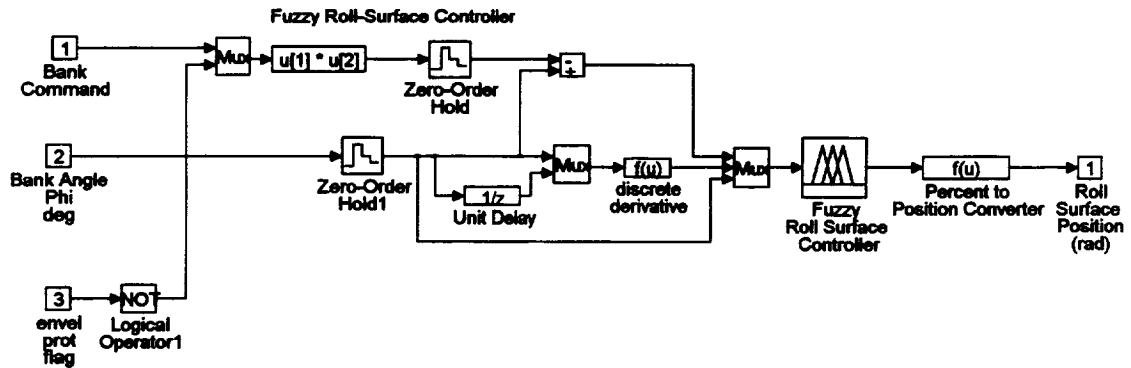 Fuzzy Roll-Surface Controller
1
Bank
Command
Mux
u[1] * u[2]
Zero-Order
Hold
-
+
2
Bank Angle
Phi
deg
Zero-Order
Hold1
1/z
Unit Delay
Mux
f(u)
discrete
derivative
Mux
Fuzzy
Roll Surface
Controller
f(u)
Percent to
Position Converter
1
Roll
Surface
Position
(rad)
3
envel
prot
flag
NOT
Logical
Operator1